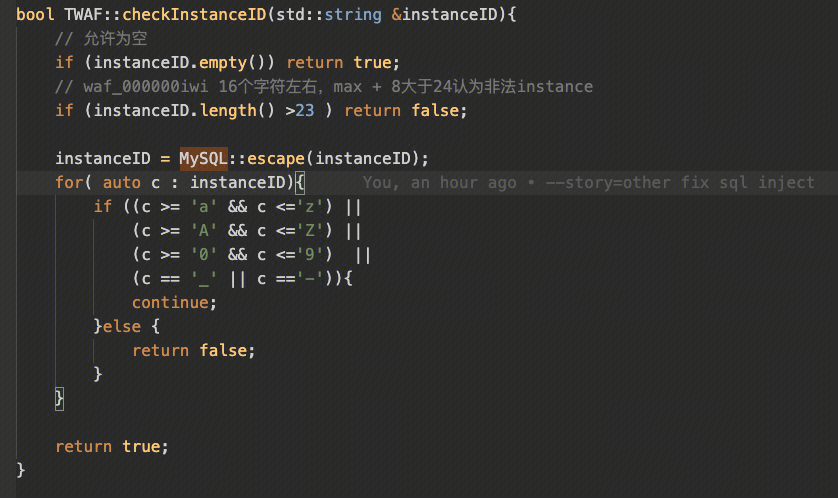 bool TWAF::checkInstanceID(std::string &instanceID){
    // 允许为空
    if (instanceID.empty()) return true;
    // waf_000000iwi 16个字符左右，max + 8大于24认为非法instance
    if (instanceID.length() >23 ) return false;

    instanceID = MySQL::escape(instanceID);
    for( auto c : instanceID){      You, an hour ago • --story=other fix sql inject
        if ((c >= 'a' && c <='z') ||
            (c >= 'A' && c <='Z') ||
            (c >= '0' && c <='9')  ||
            (c == '_' || c =='-')){
            continue;
        }else {
            return false;
        }
    }

    return true;
}